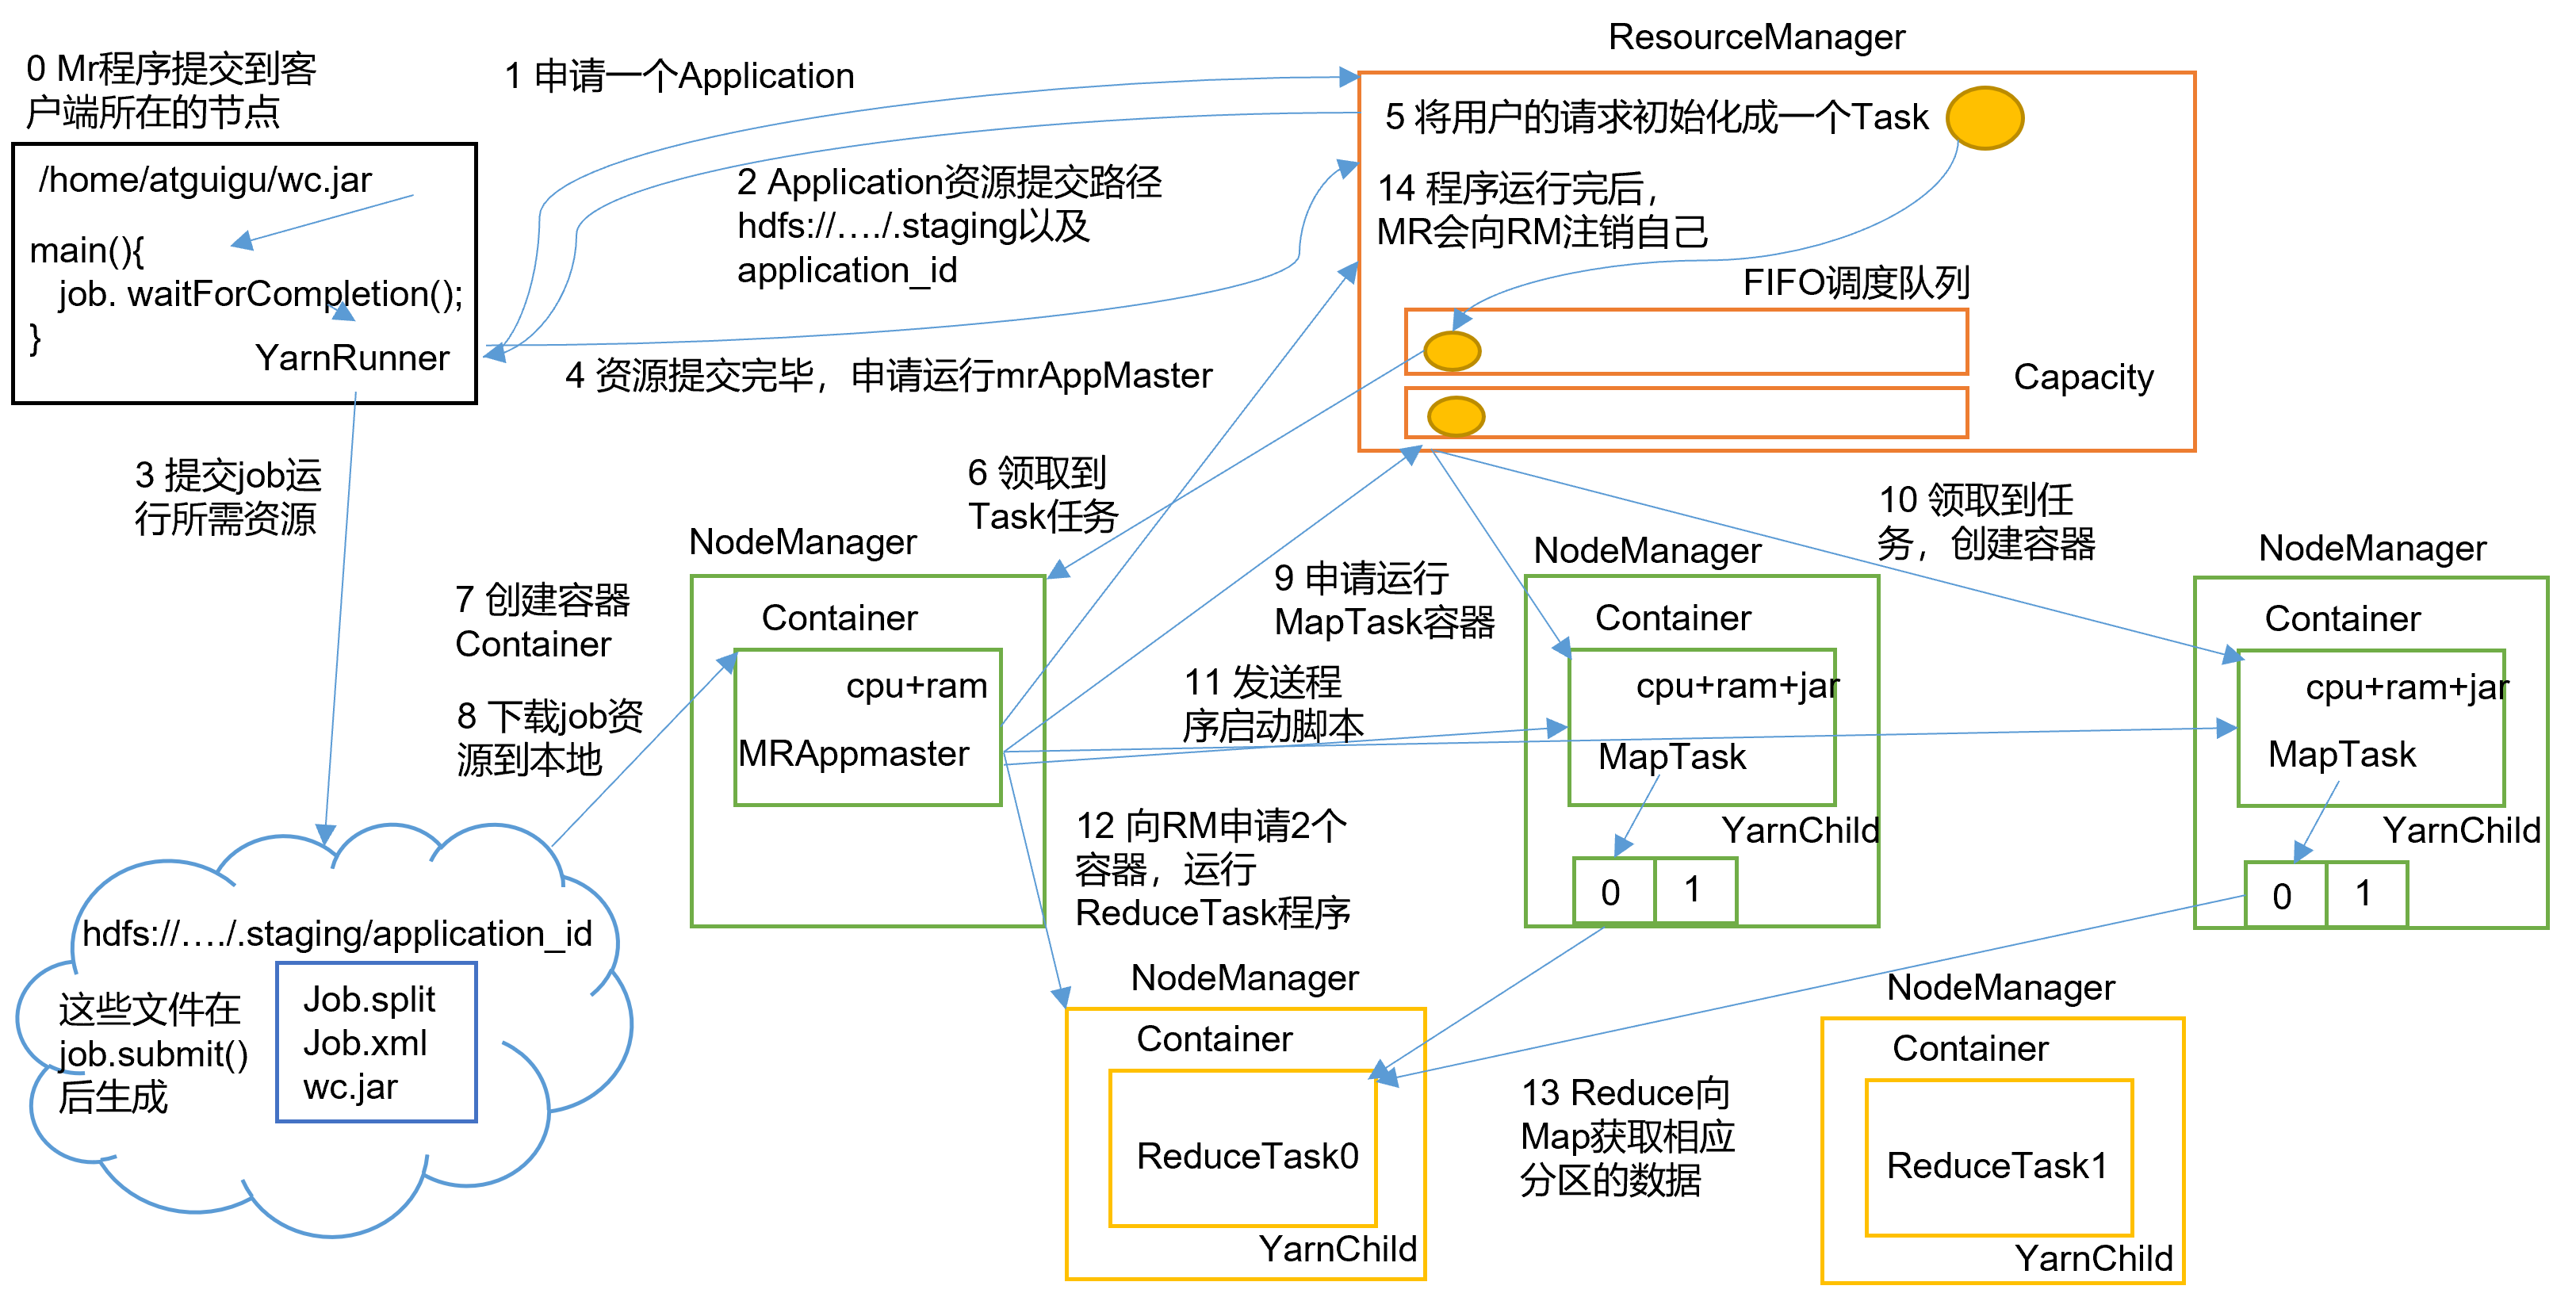 ResourceManager
0 Mr程序提交到客
户端所在的节点
/home/atguigu/wc.jar
main(){
job. waitForCompletion();
}
YarnRunner
1 申请一个Application
2 Application资源提交路径
hdfs://…./.staging以及
application_id
4 资源提交完毕，申请运行mrAppMaster
5 将用户的请求初始化成一个Task
14 程序运行完后，
MR会向RM注销自己
FIFO调度队列
Capacity
3 提交job运
行所需资源
6 领取到
Task任务
10 领取到任
务，创建容器
7 创建容器
Container
8 下载job资
源到本地
NodeManager
Container
cpu+ram
MRAppmaster
9 申请运行
MapTask容器
11 发送程
序启动脚本
12 向RM申请2个
容器，运行
ReduceTask程序
NodeManager
Container
cpu+ram+jar
MapTask
YarnChild
0
1
NodeManager
Container
cpu+ram+jar
MapTask
YarnChild
0
1
hdfs://…./.staging/application_id
这些文件在
job.submit()
后生成
Job.split
Job.xml
wc.jar
NodeManager
Container
ReduceTask0
YarnChild
13 Reduce向
Map获取相应
分区的数据
NodeManager
Container
ReduceTask1
YarnChild